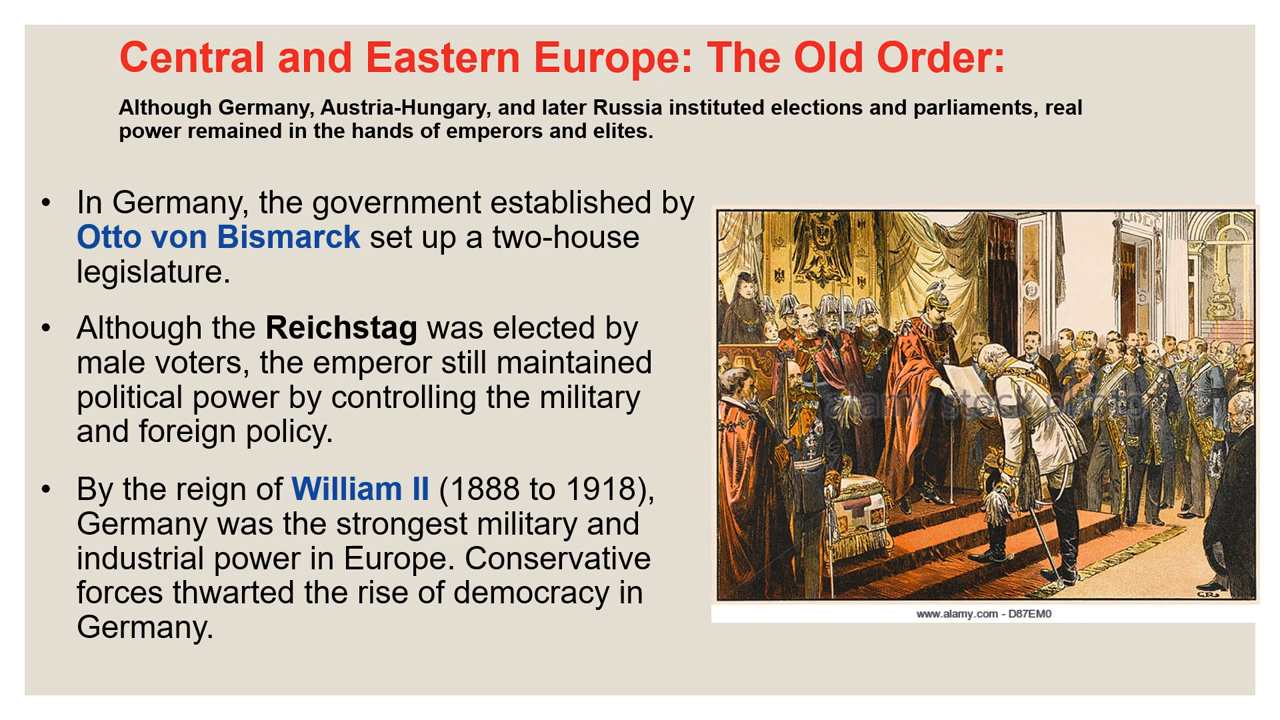 Central and Eastern Europe: The Old Order:
Although Germany, Austria-Hungary, and later Russia instituted elections and parliaments, real
power remained in the hands of emperors and elites.
• In Germany, the government established by
Otto von Bismarck set up a two-house
legislature.
• Although the Reichstag was elected by
male voters, the emperor still maintained
political power by controlling the military
and foreign policy.
• By the reign of William II (1888 to 1918),
Germany was the strongest military and
industrial power in Europe. Conservative
forces thwarted the rise of democracy in
Germany.
alamy stock photo
www.alamy.com - D87EM0